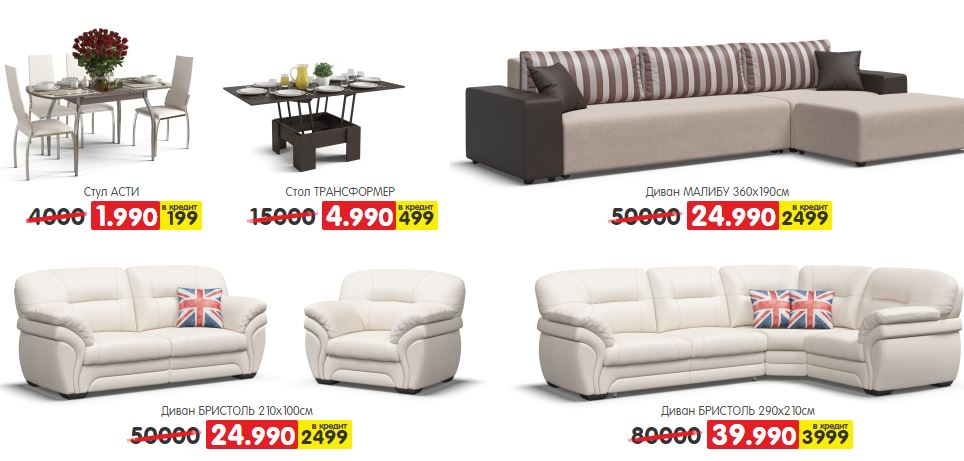 Стул АСТИ
4000 1.990 в кредит 199
Стол ТРАНСФОРМЕР
15000 4.990 в кредит 499
Диван МАЛИБУ 360х190см
50000 24.990 в кредит 2499
Диван БРИСТОЛЬ 210х100см
50000 24.990 в кредит 2499
Диван БРИСТОЛЬ 290х210см
80000 39.990 в кредит 3999